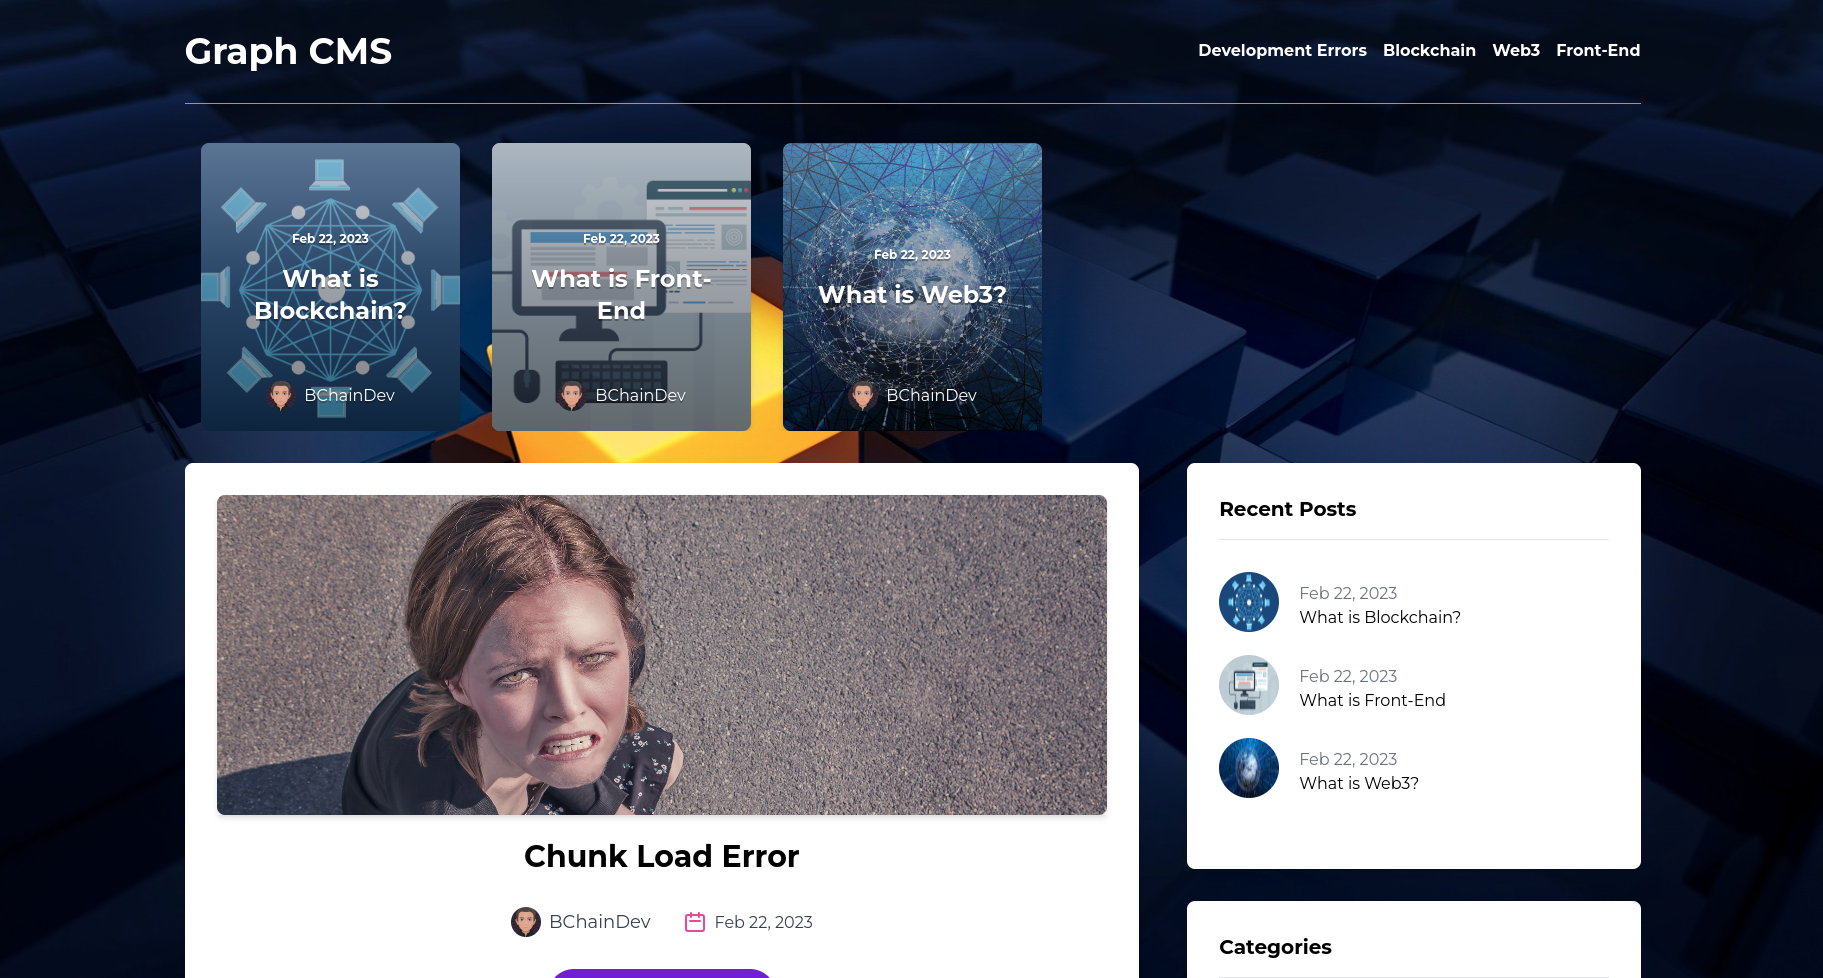 Graph CMS
Development Errors Blockchain Web3 Front-End
Feb 22, 2023
What is
Blockchain?
BChainDev
Feb 22, 2023
What is Front-
End
BChainDev
Feb 22, 2023
What is Web3?
BChainDev
Chunk Load Error
BChainDev
Feb 22, 2023
Recent Posts
Feb 22, 2023
What is Blockchain?
Feb 22, 2023
What is Front-End
Feb 22, 2023
What is Web3?
Categories